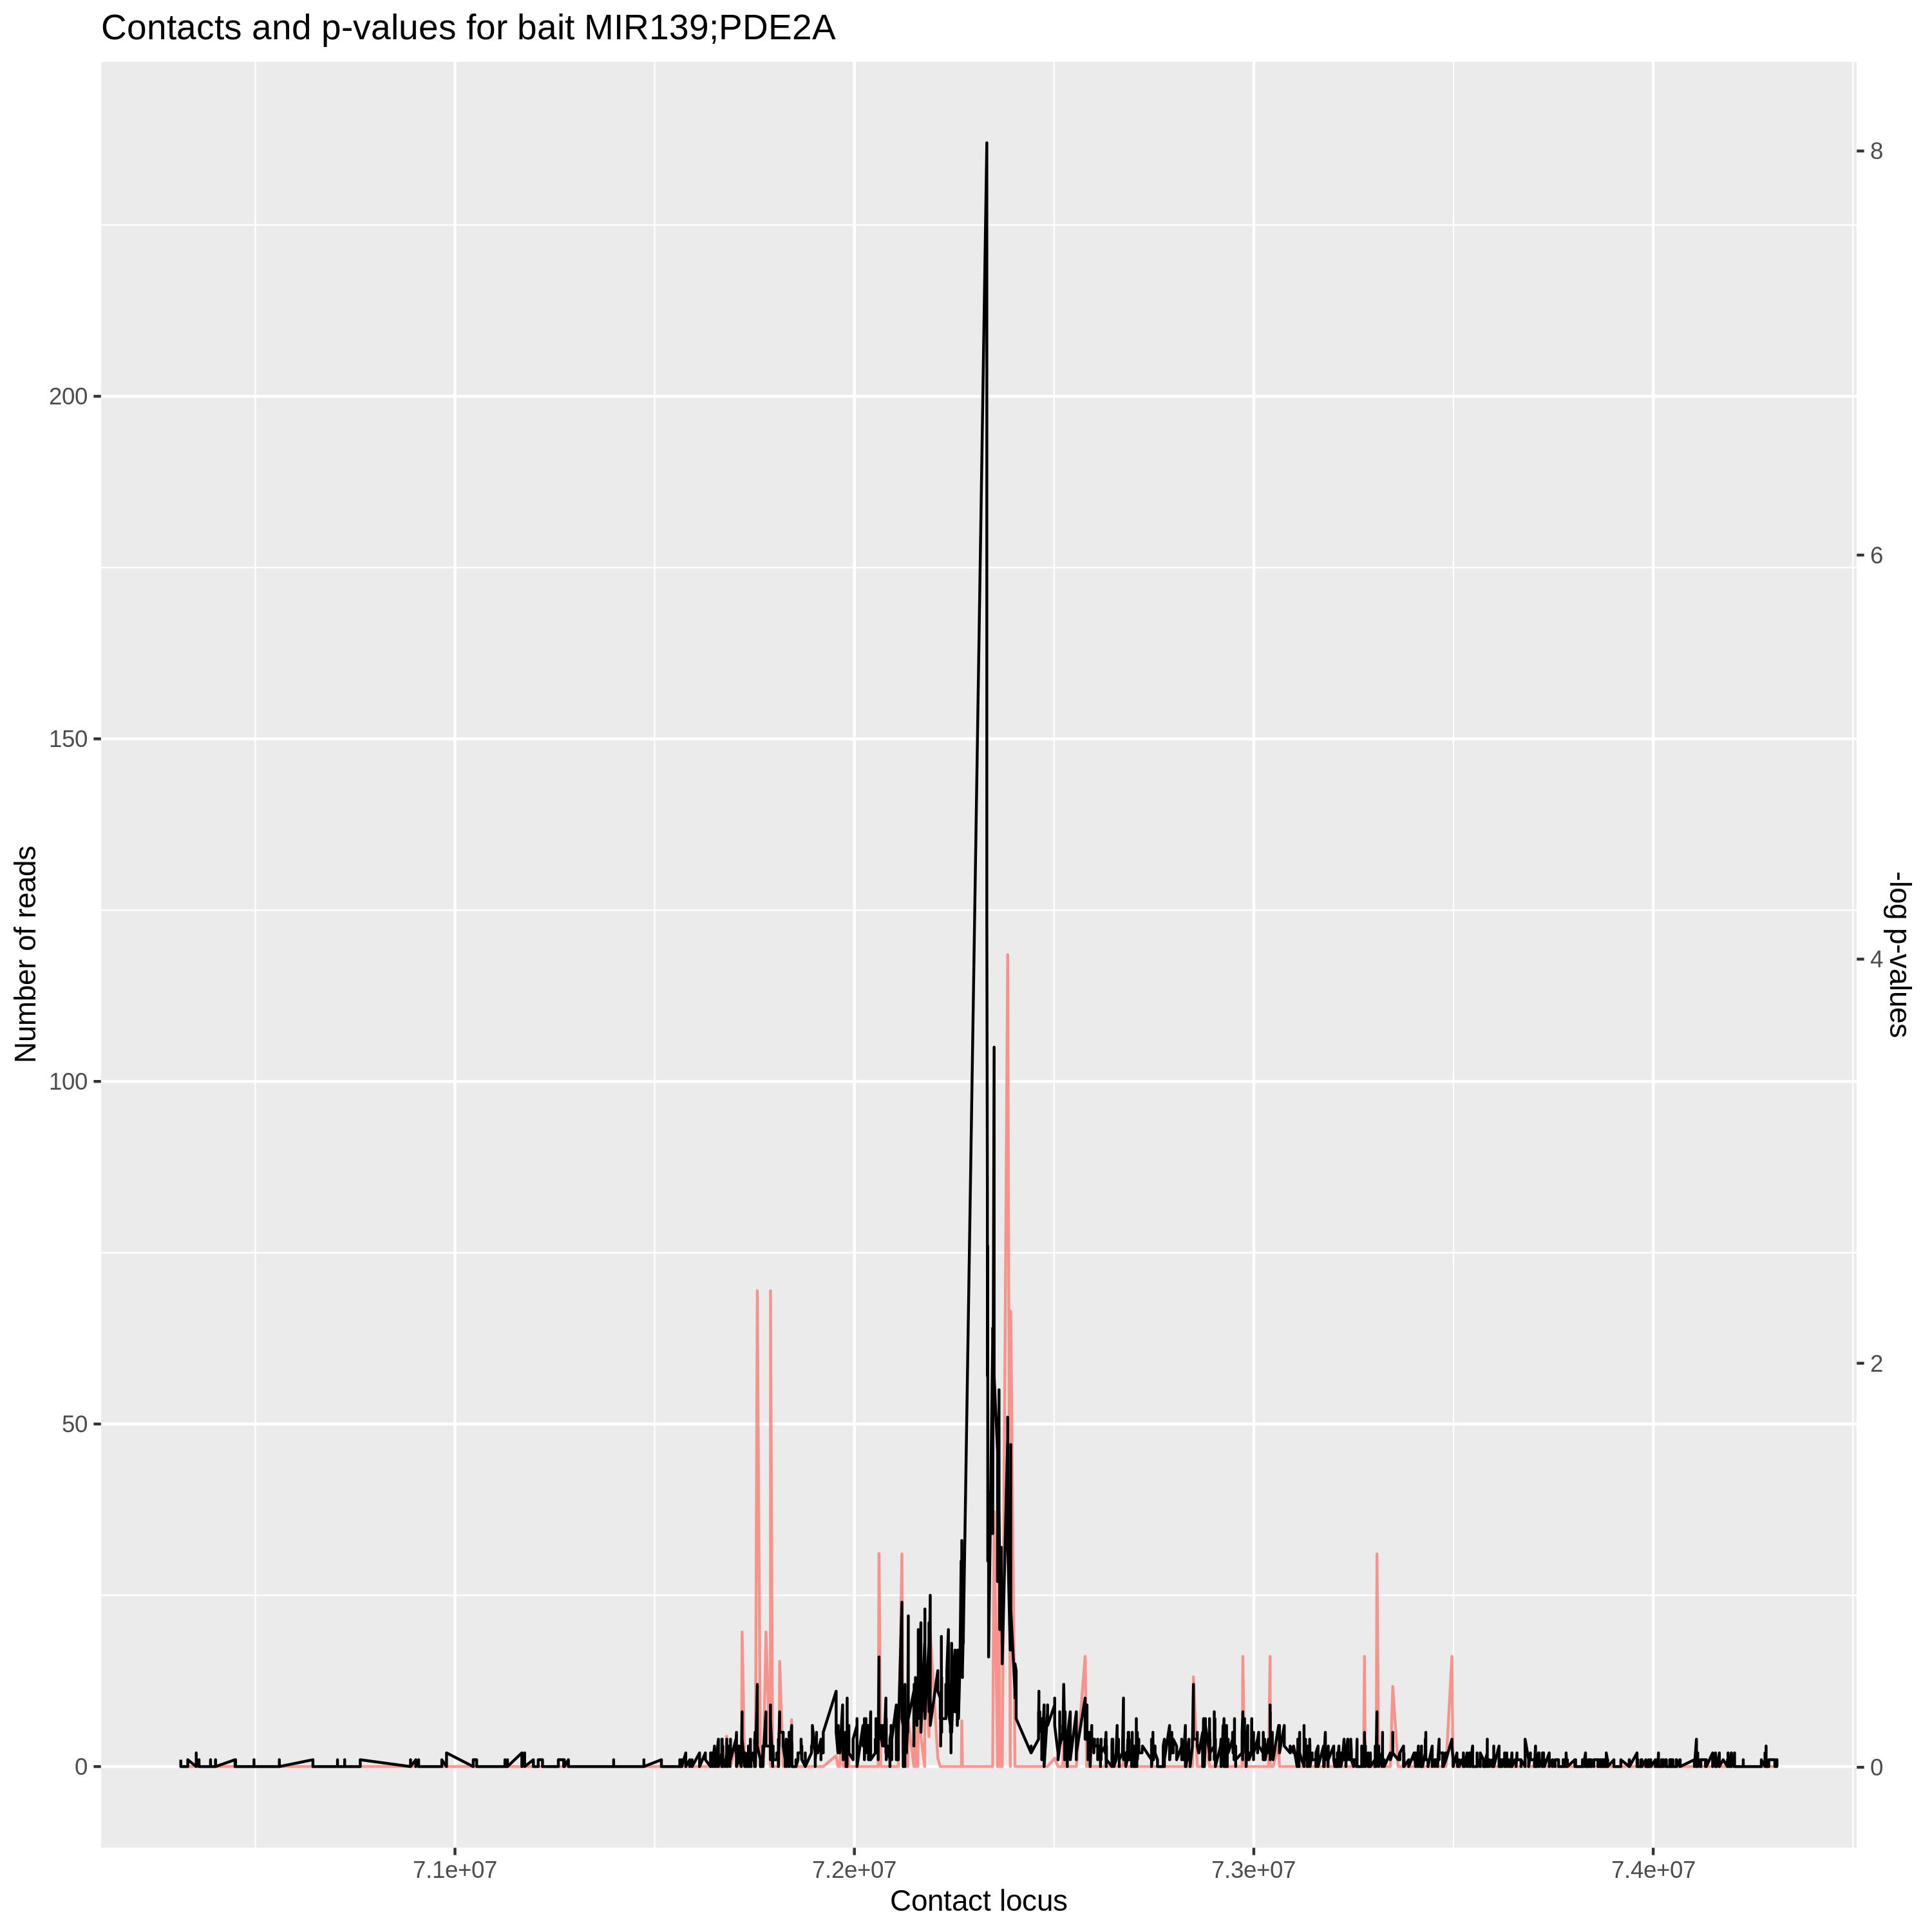 Contacts and p-values for bait MIR139;PDE2A
Number of reads
200
150
100
50
0
8
6
4
2
0
-log p-values
7.1e+07 7.2e+07 7.3e+07 7.4e+07
Contact locus